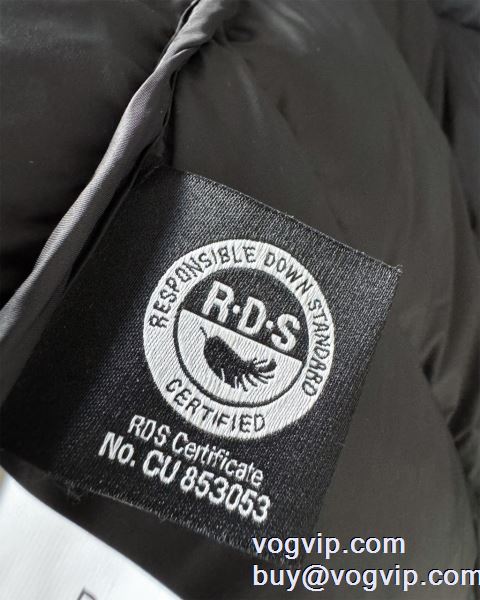 RESPONSIBLE DOWN STANDARD
R·D·S
CERTIFIED
RDS Certificate
No. CU 853053
vogvip.com
buy@vogvip.com